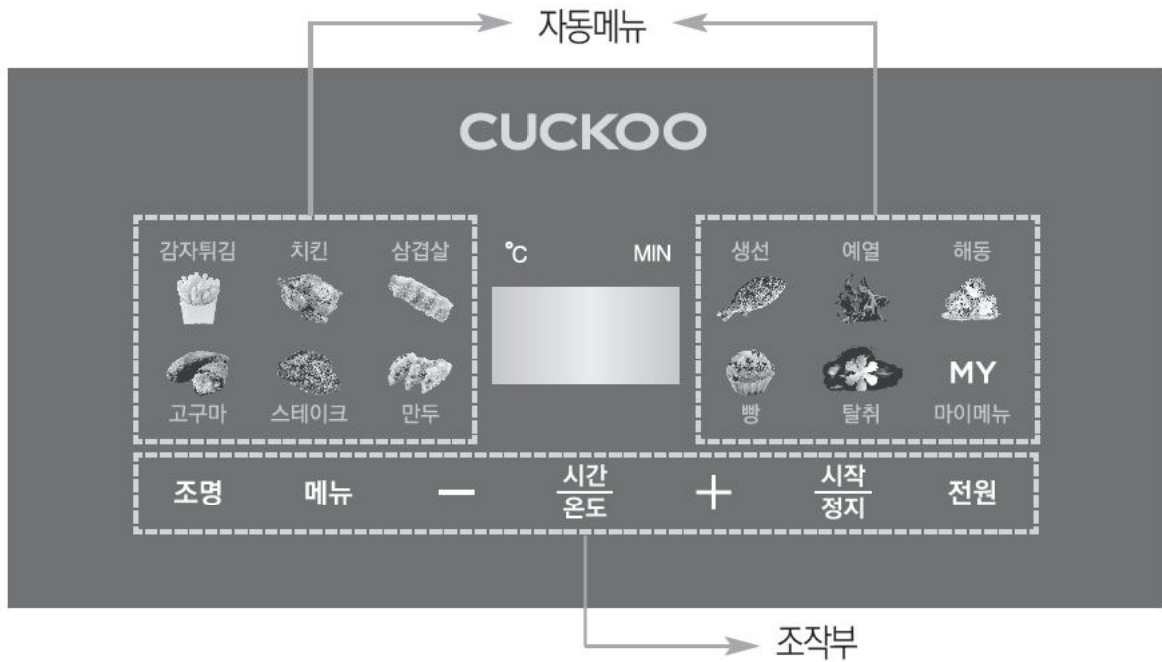 자동메뉴
CUCKOO
감자튀김 치킨 삼겹살 °C MIN 생선 예열 해동
MY
고구마 스테이크 만두 빵 탈취 마이메뉴
조명 메뉴 — 시간 + 시작 전원
온도 정지
조작부